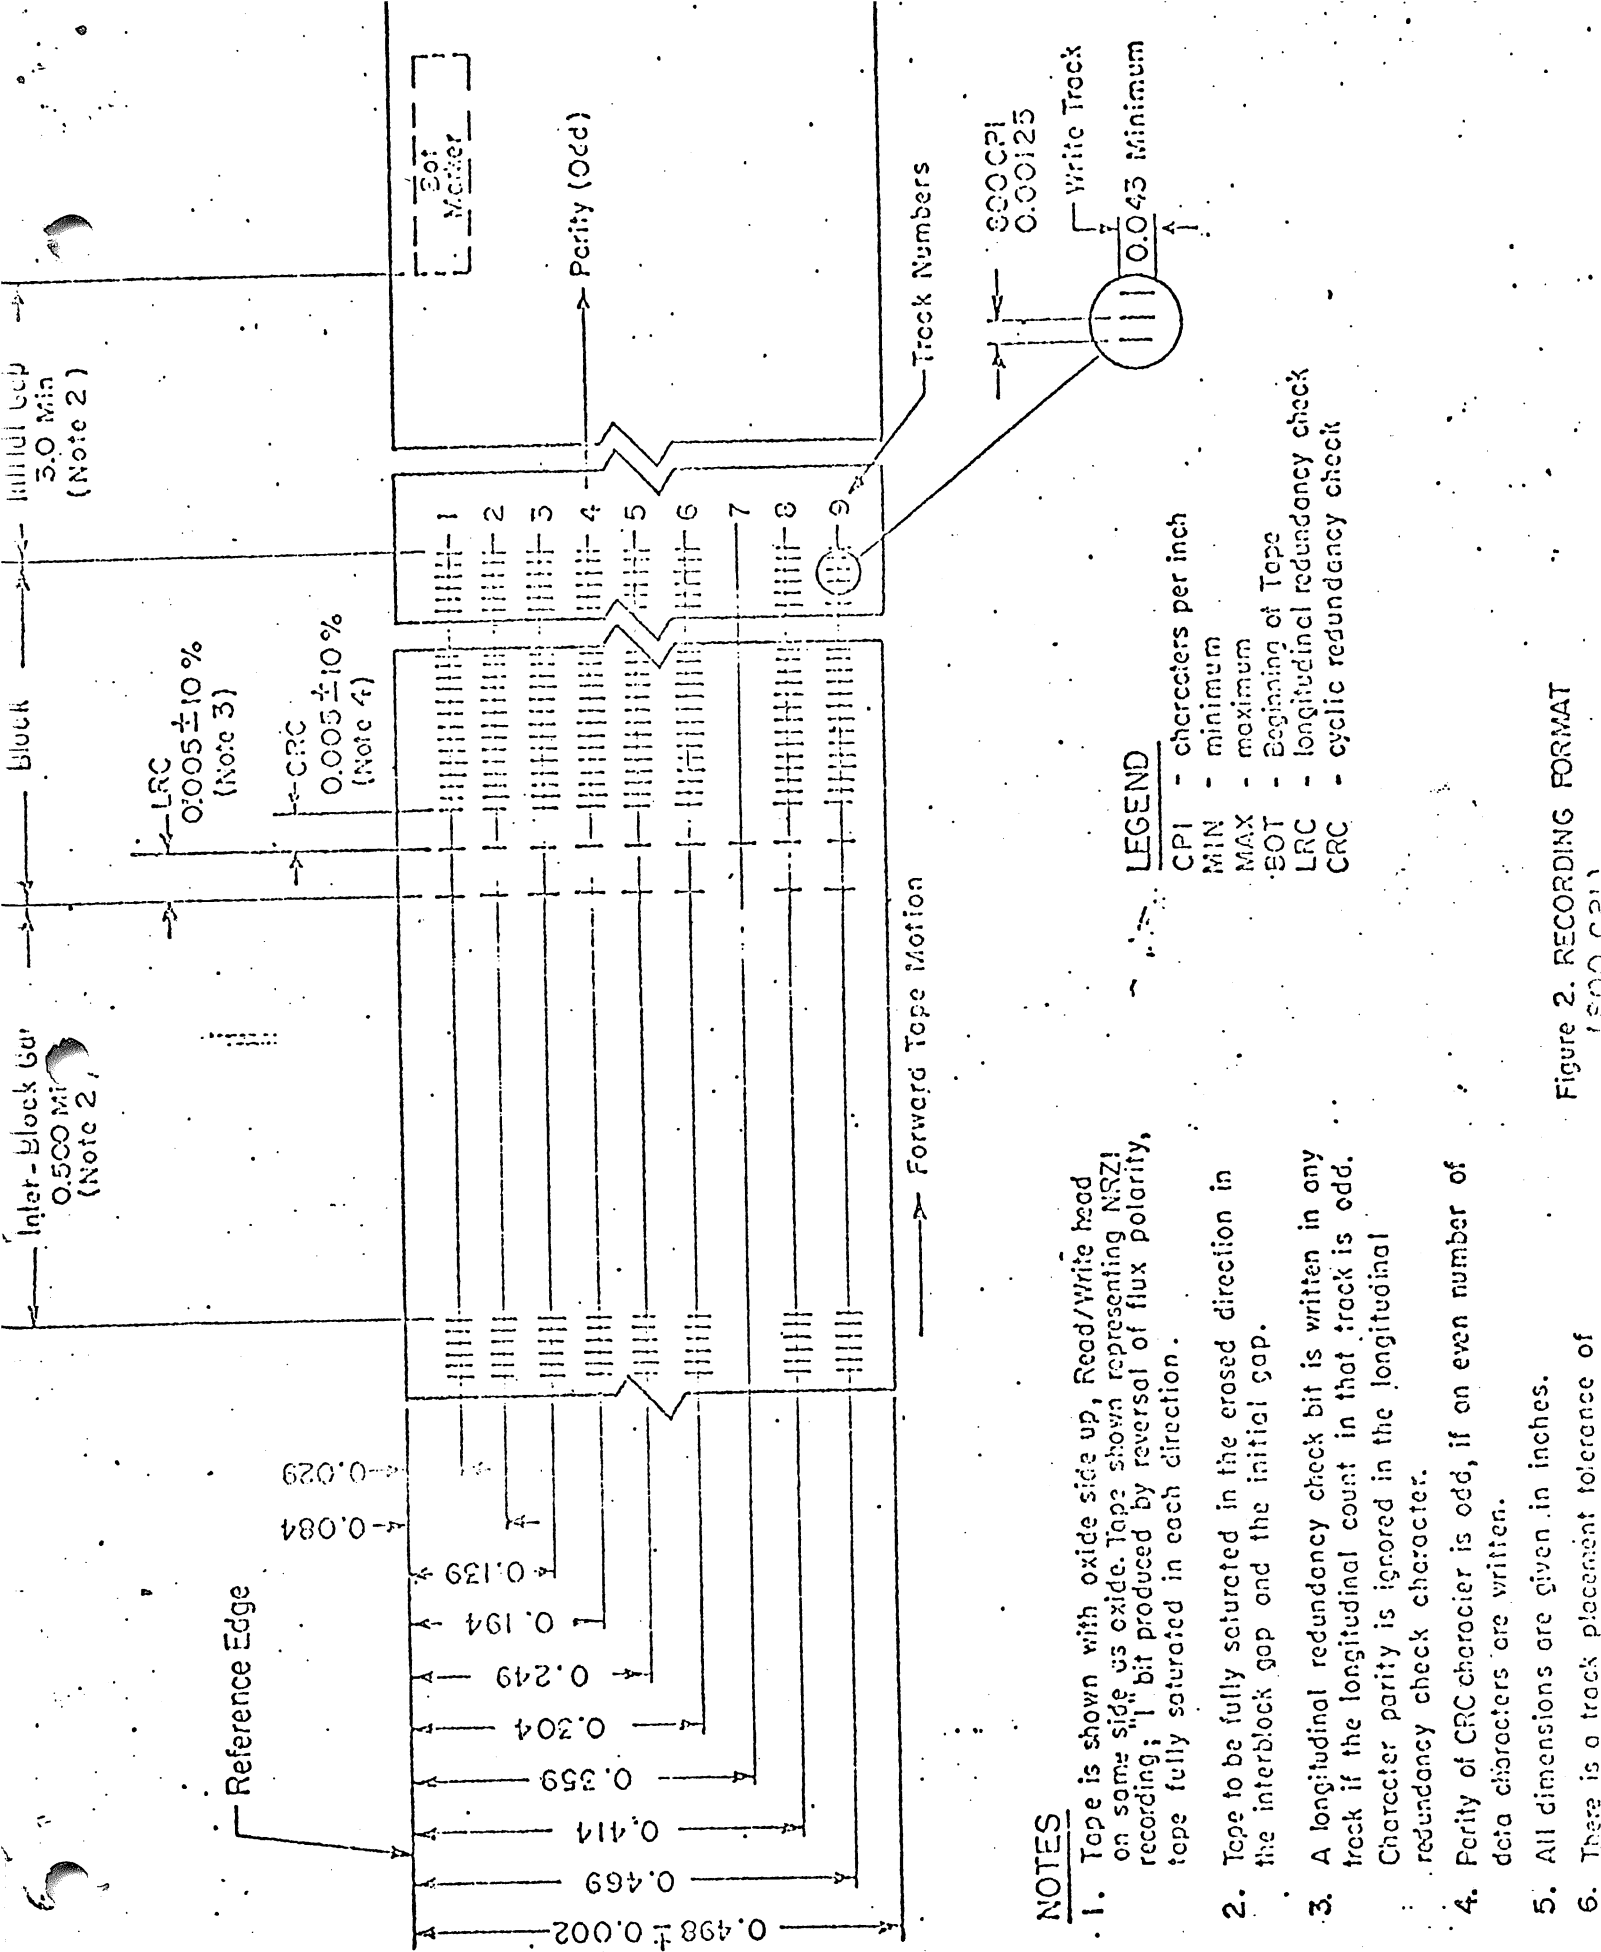 Inter-Block
0.500
(Note 2)
Block
Initial Gap
3.0 Min
(Note 2)
LRC
0.005±10%
(Note 3)
CRC
0.005±10%
(Note 4)
Bot
Marker
Parity (Odd)
1
2
3
4
5
6
7
8
9
Track Numbers
800 CPI
0.00125
Write Track
0.043 Minimum
Forward Tape Motion
Reference Edge
0.029
0.084
0.139
0.194
0.249
0.304
0.359
0.414
0.469
0.498 ± 0.002
LEGEND
CPI - characters per inch
MIN - minimum
MAX - maximum
BOT - Beginning of Tape
LRC - longitudinal redundancy check
CRC - cyclic redundancy check
NOTES
1. Tape is shown with oxide side up, Read/Write head
on same side as oxide. Tape shown representing NRZI
recording; "1" bit produced by reversal of flux polarity,
tape fully saturated in each direction.
2. Tape to be fully saturated in the erased direction in
the interblock gap and the initial gap.
3. A longitudinal redundancy check bit is written in any
track if the longitudinal count in that track is odd.
Character parity is ignored in the longitudinal
redundancy check character.
4. Parity of CRC character is odd, if an even number of
data characters are written.
5. All dimensions are given in inches.
6. There is a track placement tolerance of
Figure 2. RECORDING FORMAT
(800 CPI)